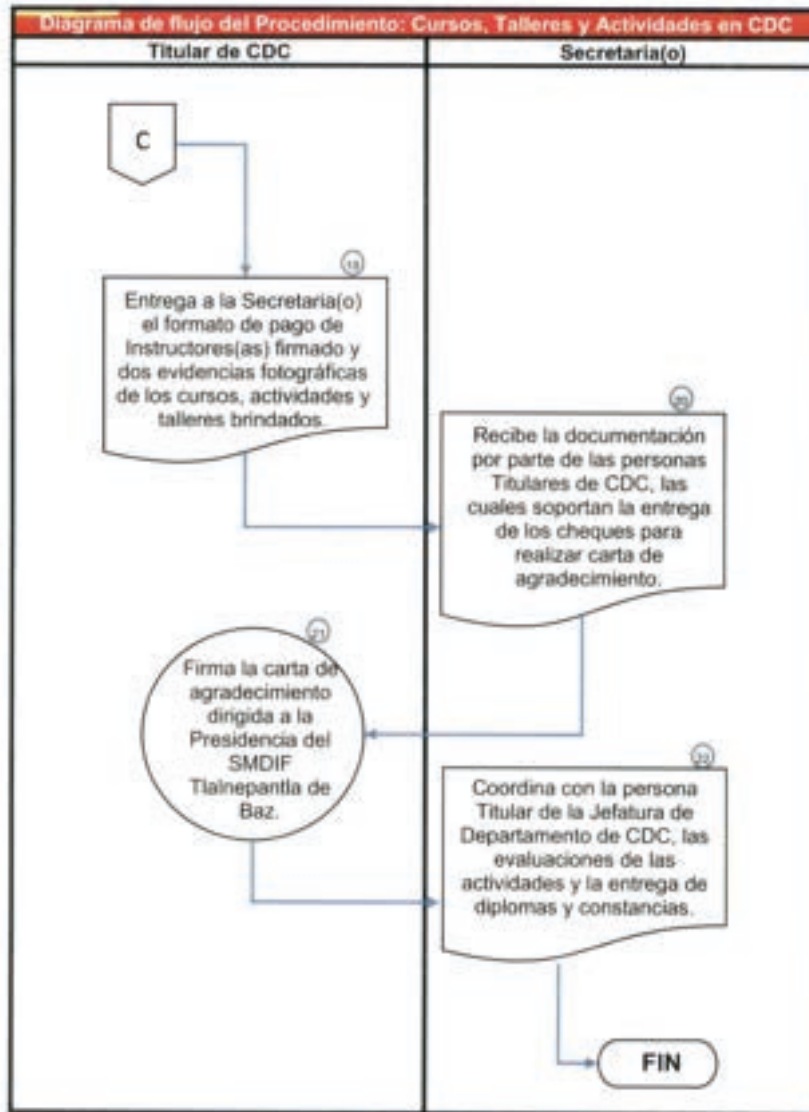 Diagrama de flujo del Procedimiento: Cursos, Talleres y Actividades en CDC
Titular de CDC
Secretaria(o)
C
Entrega a la Secretaria(o)
el formato de pago de
Instructores(as) firmado y
dos evidencias fotográficas
de los cursos, actividades y
talleres brindados.
20
Recibe la documentación
por parte de las personas
Titulares de CDC, las
cuales soportan la entrega
de los cheques para
realizar carta de
agradecimiento.
21
Firma la carta de
agradecimiento
dirigida a la
Presidencia del
SMDIF
Tlalnepantla de
Baz.
22
Coordina con la persona
Titular de la Jefatura de
Departamento de CDC, las
evaluaciones de las
actividades y la entrega de
diplomas y constancias.
FIN